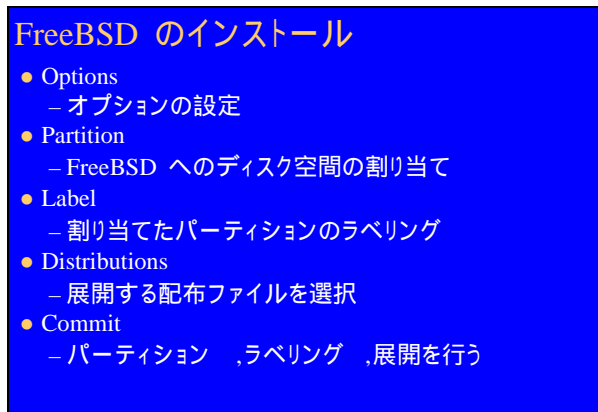 FreeBSD のインストール
● Options
– オプションの設定
● Partition
– FreeBSD へのディスク空間の割り当て
● Label
– 割り当てたパーティションのラベリング
● Distributions
– 展開する配布ファイルを選択
● Commit
– パーティション ,ラベリング ,展開を行う